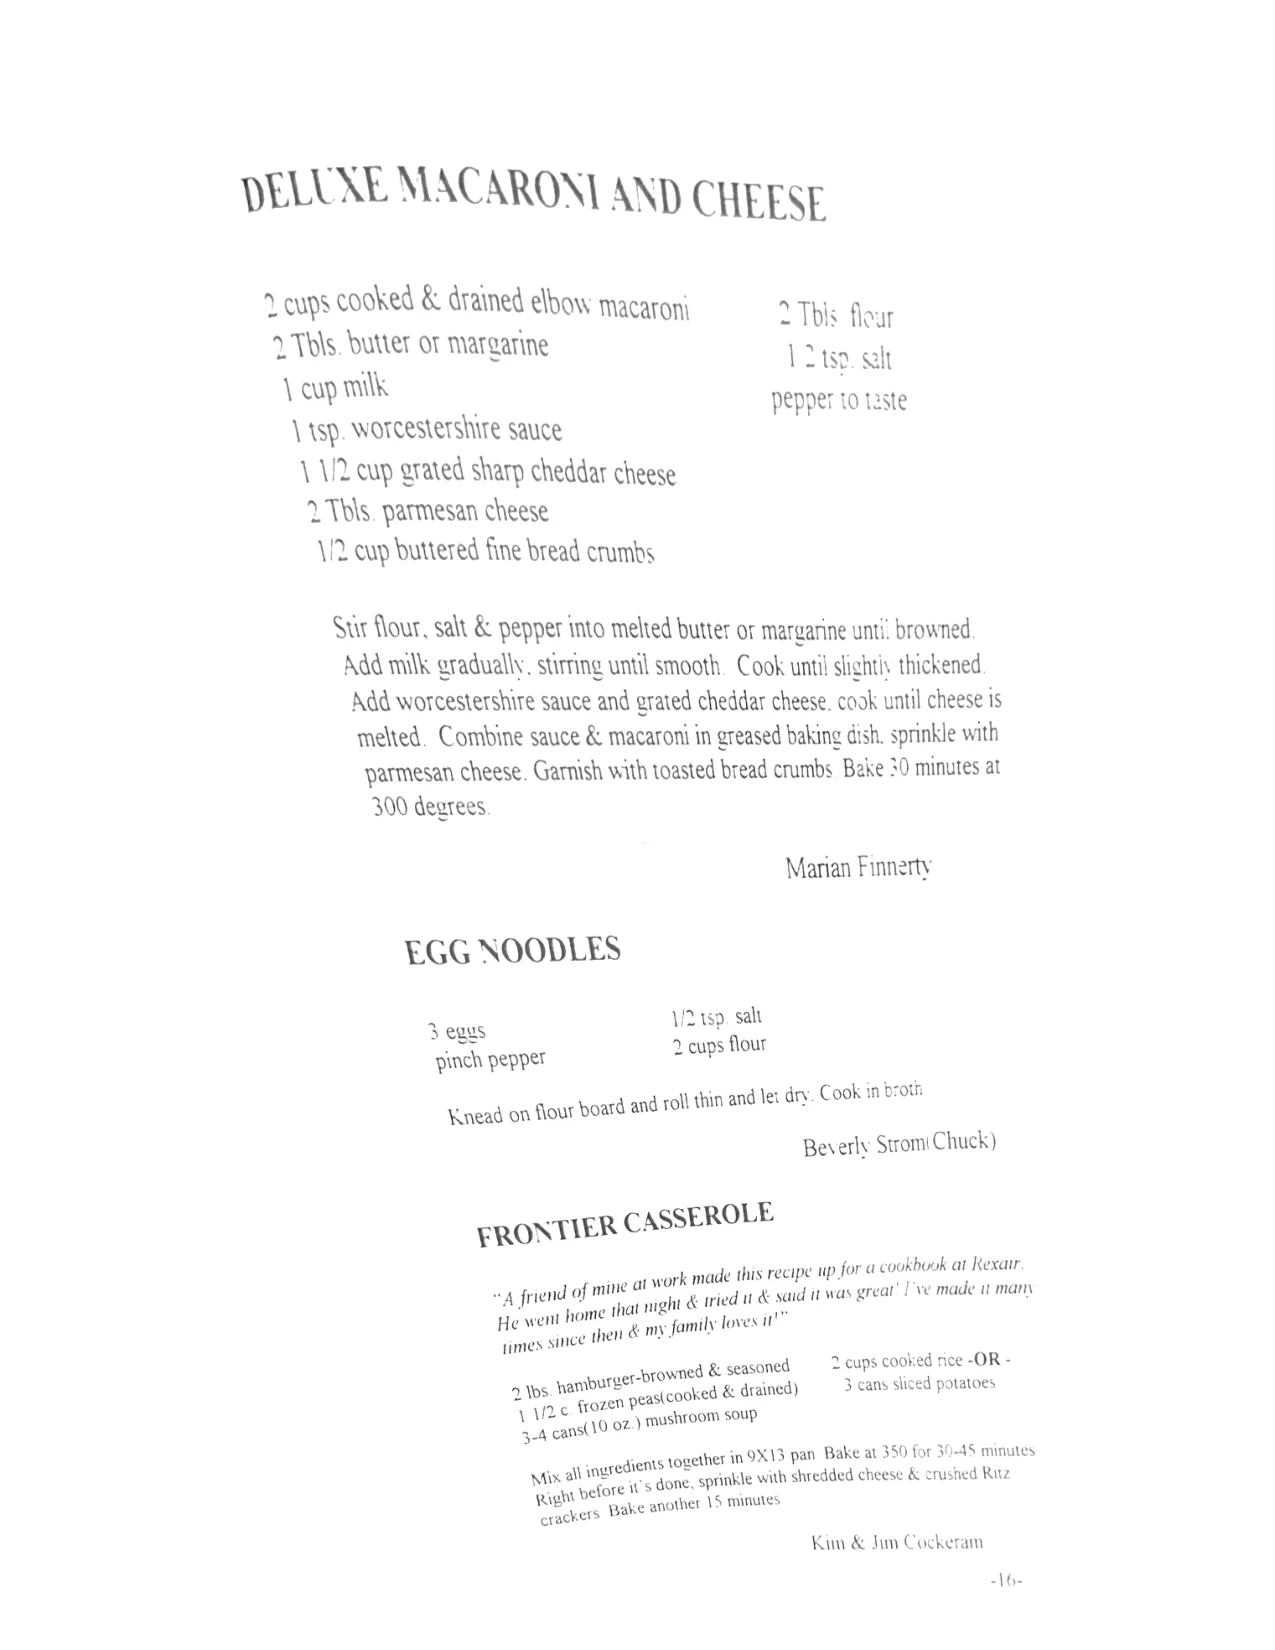 DELUXE MACARONI AND CHEESE
2 cups cooked & drained elbow macaroni
2 Tbls. butter or margarine
1 cup milk
1 tsp. worcestershire sauce
1 1/2 cup grated sharp cheddar cheese
2 Tbls. parmesan cheese
1/2 cup buttered fine bread crumbs
2 Tbls flour
1 2 tsp. salt
pepper to taste
Stir flour, salt & pepper into melted butter or margarine until browned.
Add milk gradually, stirring until smooth. Cook until slightly thickened.
Add worcestershire sauce and grated cheddar cheese, cook until cheese is
melted. Combine sauce & macaroni in greased baking dish, sprinkle with
parmesan cheese. Garnish with toasted bread crumbs. Bake 30 minutes at
300 degrees.
Marian Finnerty
EGG NOODLES
3 eggs
pinch pepper
1/2 tsp. salt
2 cups flour
Knead on flour board and roll thin and let dry. Cook in broth
Beverly Strom(Chuck)
FRONTIER CASSEROLE
"A friend of mine at work made this recipe up for a cookbook at Rexair.
He went home that night & tried it & said it was great! I've made it many
times since then & my family loves it!"
2 lbs. hamburger-browned & seasoned
1 1/2 c. frozen peas(cooked & drained)
3-4 cans(10 oz.) mushroom soup
2 cups cooked rice -OR -
3 cans sliced potatoes
Mix all ingredients together in 9X13 pan Bake at 350 for 30-45 minutes
Right before it's done, sprinkle with shredded cheese & crushed Ritz
crackers Bake another 15 minutes
Kim & Jim Cockeram
-16-